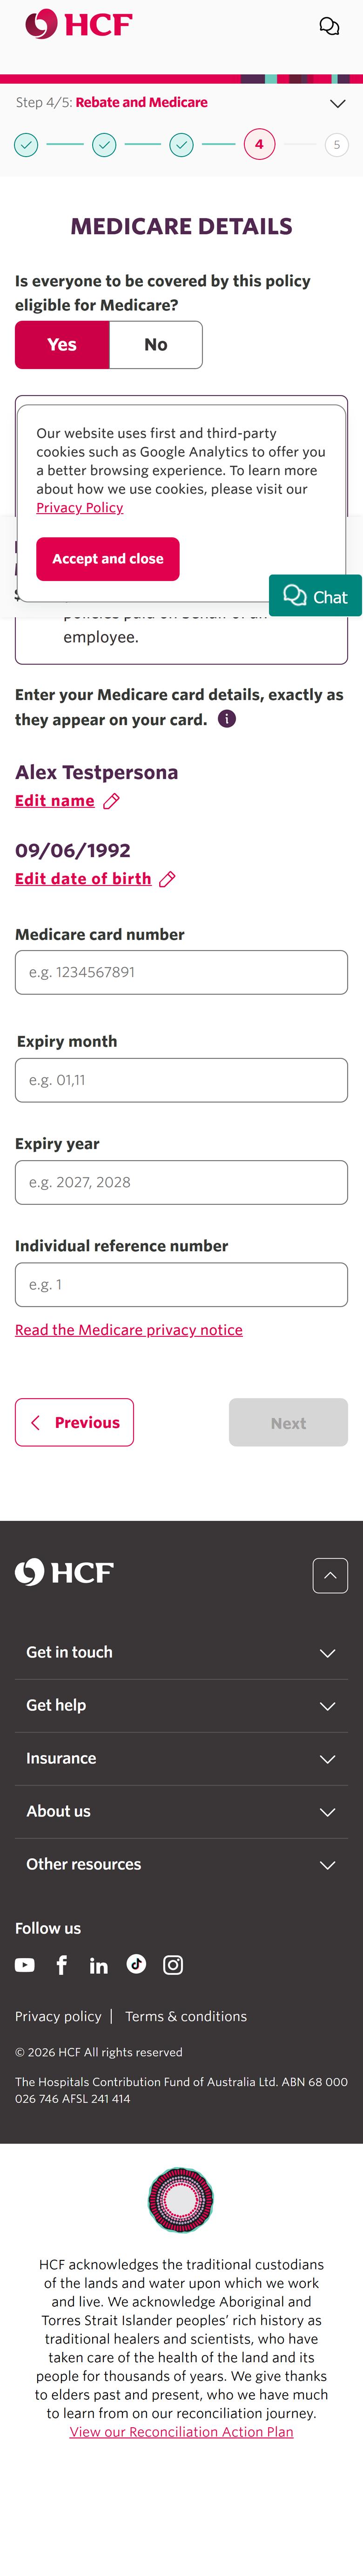 HCF
Step 4/5: Rebate and Medicare
4
5
MEDICARE DETAILS
Is everyone to be covered by this policy
eligible for Medicare?
Yes
No
Our website uses first and third-party
cookies such as Google Analytics to offer you
a better browsing experience. To learn more
about how we use cookies, please visit our
Privacy Policy
Accept and close
Chat
employee.
Enter your Medicare card details, exactly as
they appear on your card.
Alex Testpersona
Edit name
09/06/1992
Edit date of birth
Medicare card number
e.g. 1234567891
Expiry month
e.g. 01,11
Expiry year
e.g. 2027, 2028
Individual reference number
e.g. 1
Read the Medicare privacy notice
Previous
Next
HCF
Get in touch
Get help
Insurance
About us
Other resources
Follow us
Privacy policy | Terms & conditions
© 2026 HCF All rights reserved
The Hospitals Contribution Fund of Australia Ltd. ABN 68 000
026 746 AFSL 241 414
HCF acknowledges the traditional custodians
of the lands and water upon which we work
and live. We acknowledge Aboriginal and
Torres Strait Islander peoples’ rich history as
traditional healers and scientists, who have
taken care of the health of the land and its
people for thousands of years. We give thanks
to elders past and present, who we have much
to learn from on our reconciliation journey.
View our Reconciliation Action Plan